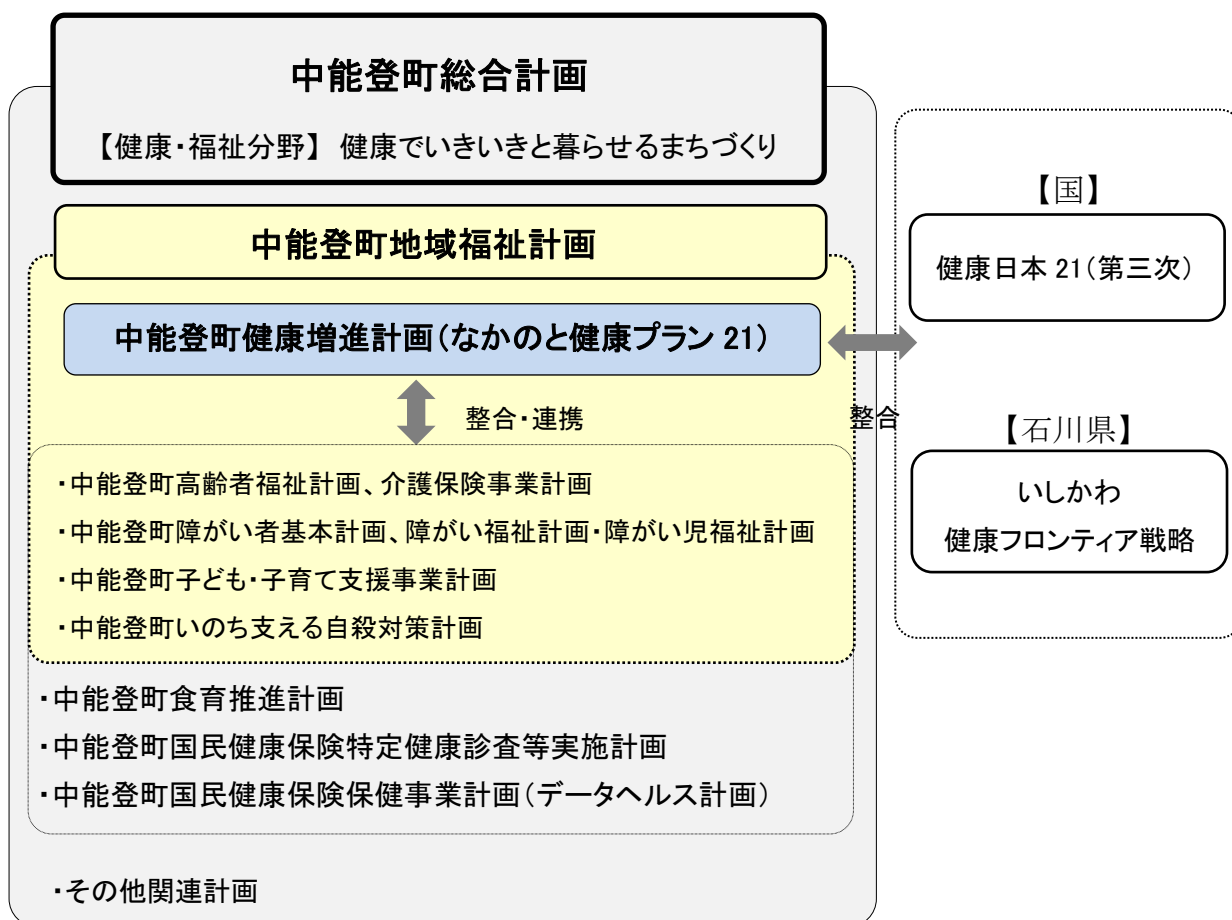 中能登町総合計画
【健康・福祉分野】 健康でいきいきと暮らせるまちづくり
中能登町地域福祉計画
中能登町健康増進計画(なかのと健康プラン 21)
整合・連携
・中能登町高齢者福祉計画、介護保険事業計画
・中能登町障がい者基本計画、障がい福祉計画・障がい児福祉計画
・中能登町子ども・子育て支援事業計画
・中能登町いのち支える自殺対策計画
・中能登町食育推進計画
・中能登町国民健康保険特定健康診査等実施計画
・中能登町国民健康保険保健事業計画(データヘルス計画)
・その他関連計画
整合
【国】
健康日本 21(第三次)
【石川県】
いしかわ
健康フロンティア戦略